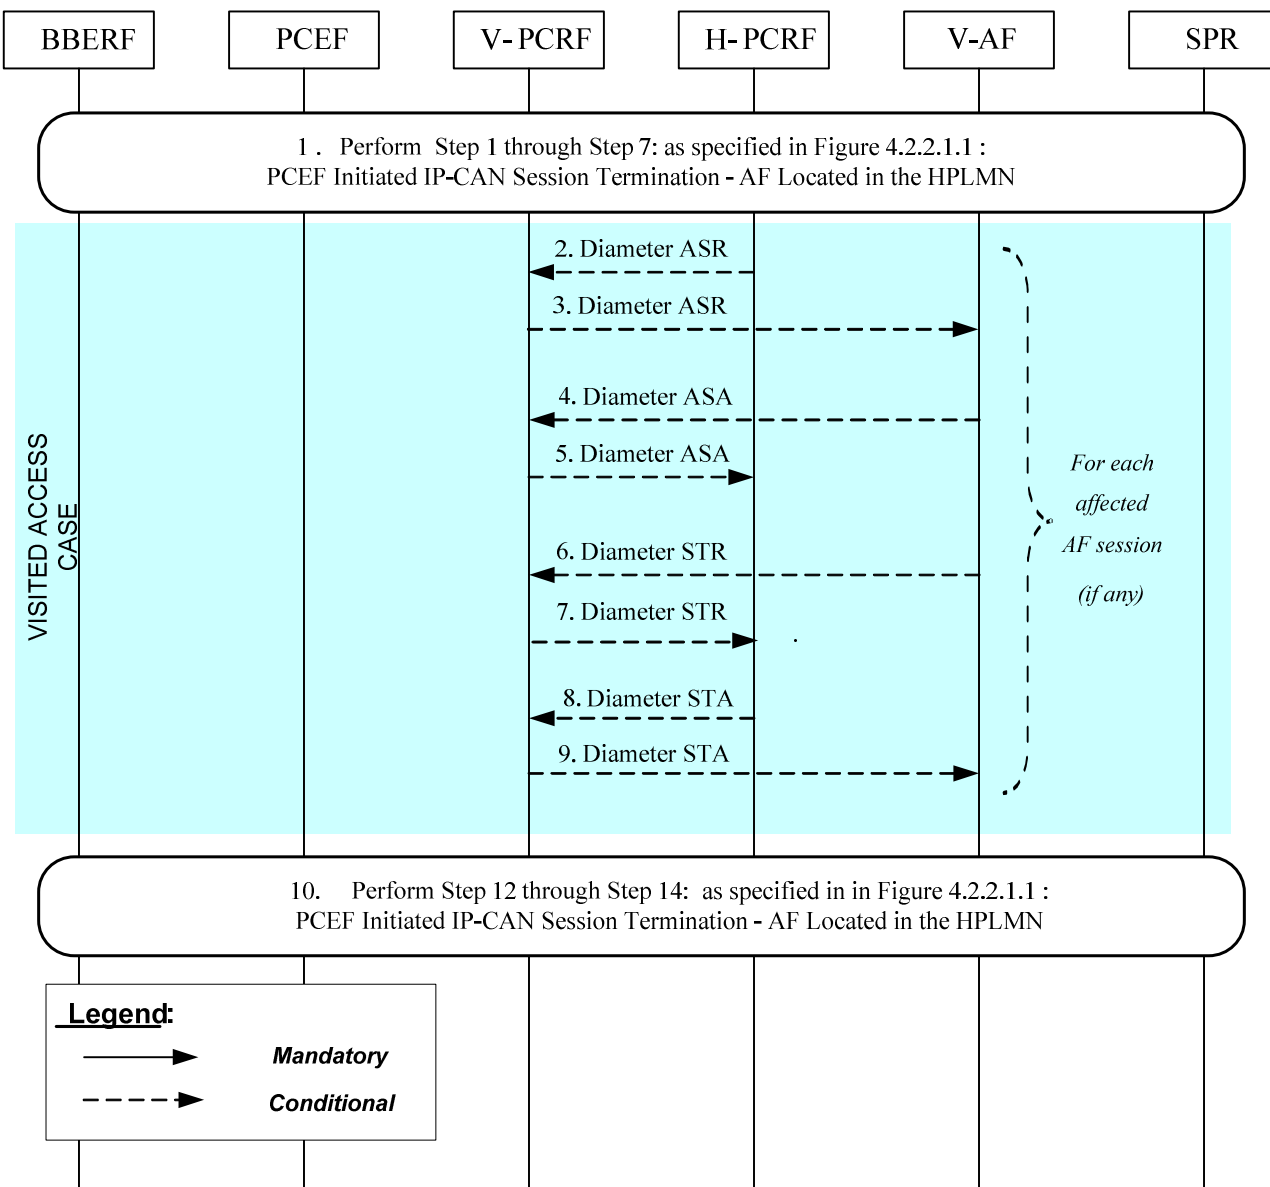 BBERF
PCEF
V- PCRF
H- PCRF
V-AF
SPR
1 . Perform Step 1 through Step 7: as specified in Figure 4.2.2.1.1 :
PCEF Initiated IP-CAN Session Termination - AF Located in the HPLMN
2. Diameter ASR
3. Diameter ASR
4. Diameter ASA
5. Diameter ASA
6. Diameter STR
7. Diameter STR
8. Diameter STA
9. Diameter STA
For each
affected
AF session
(if any)
VISITED ACCESS
CASE
10. Perform Step 12 through Step 14: as specified in in Figure 4.2.2.1.1 :
PCEF Initiated IP-CAN Session Termination - AF Located in the HPLMN
Legend:
Mandatory
Conditional